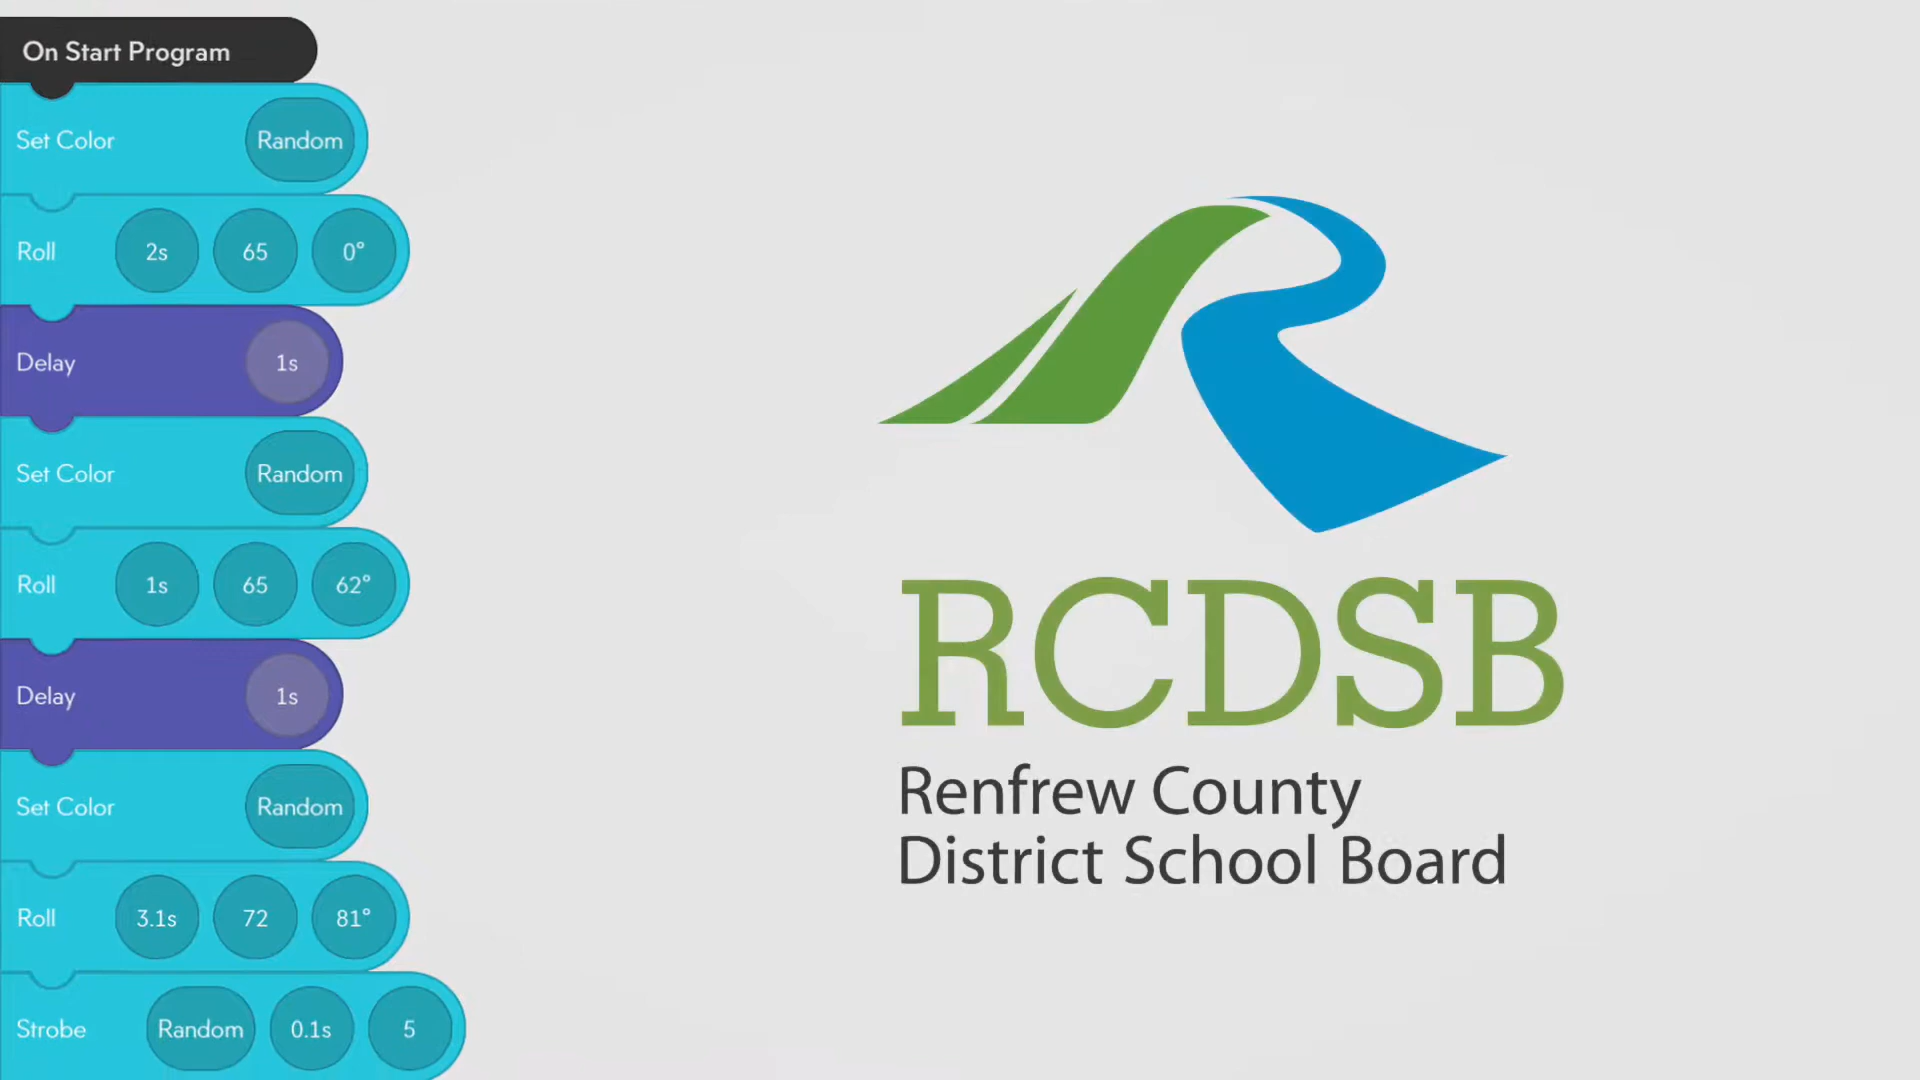 On Start Program
Set Color Random
Roll 2s 65 0°
Delay 1s
Set Color Random
Roll 1s 65 62°
Delay 1s
Set Color Random
Roll 3.1s 72 81°
Strobe Random 0.1s 5
RCDSB
Renfrew County
District School Board